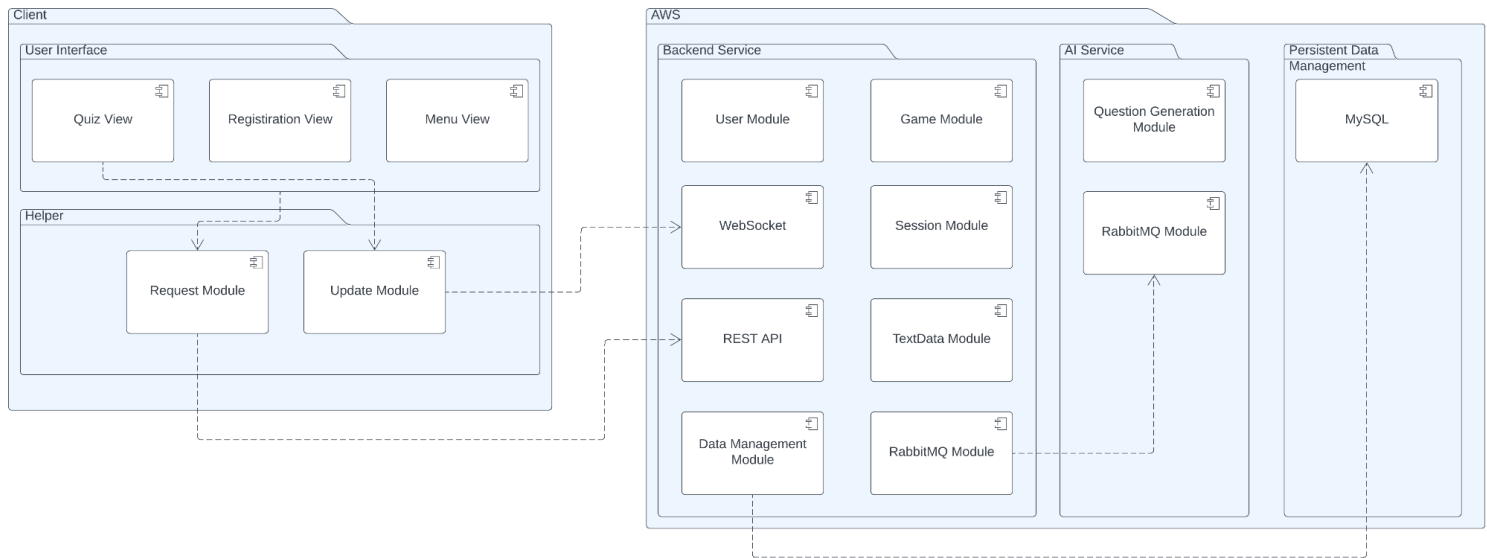 Client
User Interface
Quiz View
Registiration View
Menu View
Helper
Request Module
Update Module
AWS
Backend Service
User Module
Game Module
WebSocket
Session Module
REST API
TextData Module
Data Management
Module
RabbitMQ Module
AI Service
Question Generation
Module
RabbitMQ Module
Persistent Data
Management
MySQL